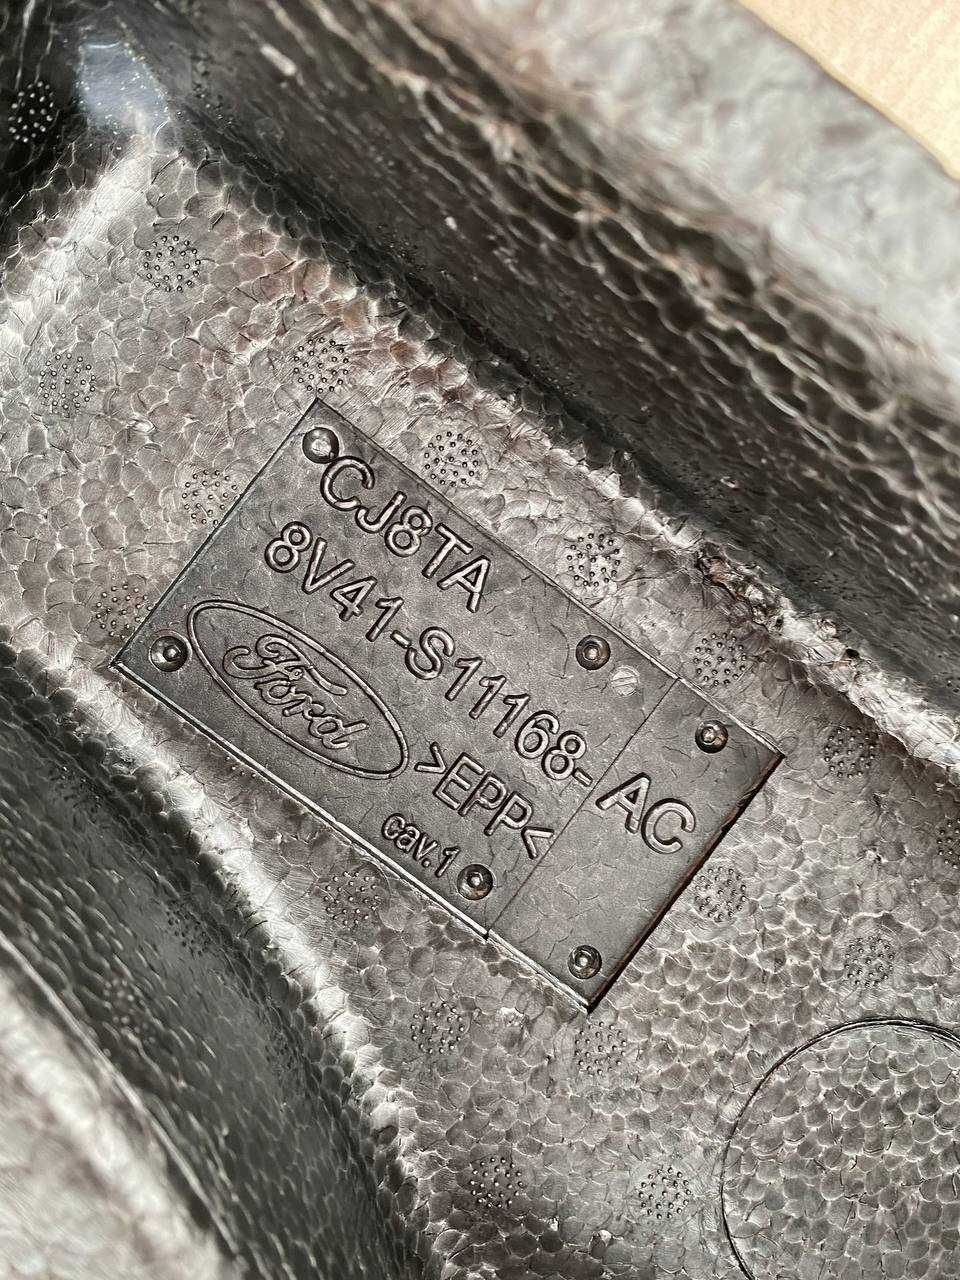 CJ8TA
8V41-S11168-AC
Ford
>EPP<
cav.1